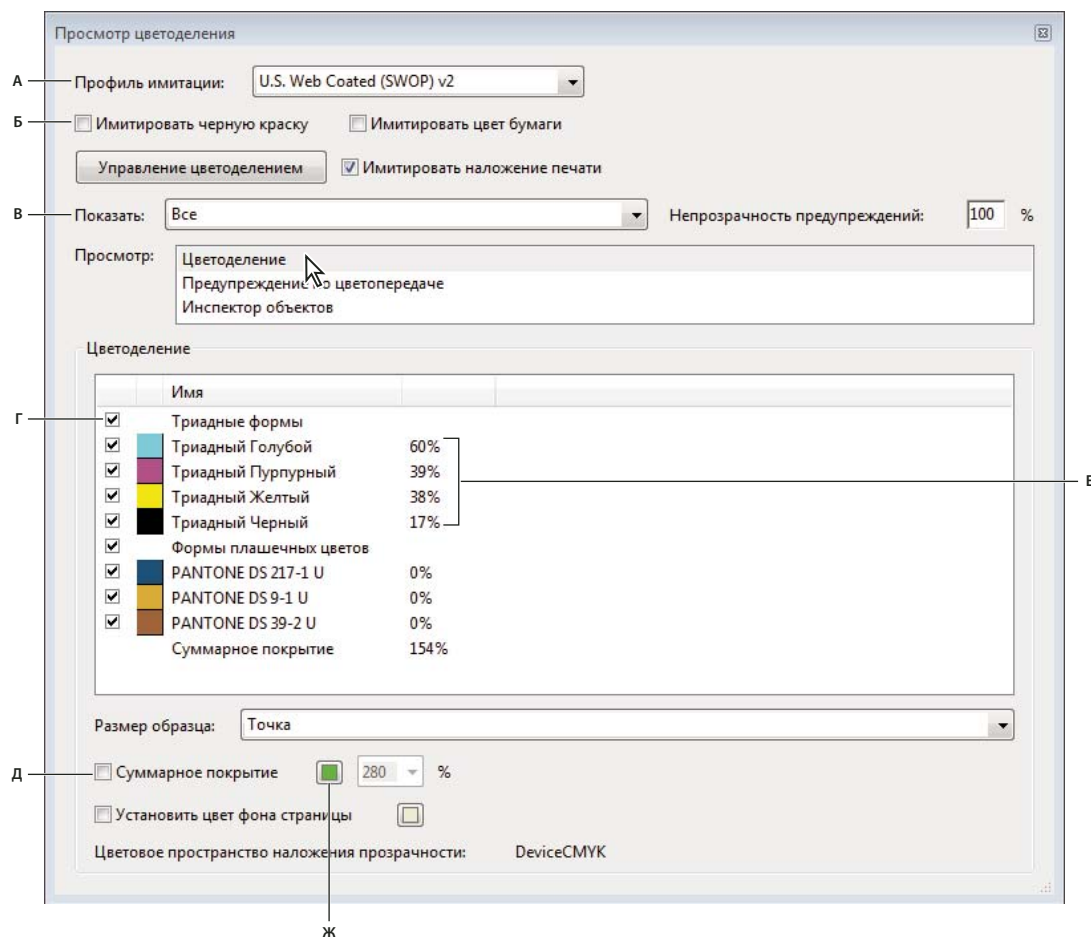 Просмотр цветоделения
А Профиль имитации: U.S. Web Coated (SWOP) v2
Б Имитировать черную краску Имитировать цвет бумаги
Управление цветоделением Имитировать наложение печати
В Показать: Все Непрозрачность предупреждений: 100 %
Просмотр: Цветоделение
Предупреждение по цветопередаче
Инспектор объектов
Цветоделение
Имя
Г Триадные формы
Триадный Голубой 60%
Триадный Пурпурный 39%
Е
Триадный Желтый 38%
Триадный Черный 17%
Формы плашечных цветов
PANTONE DS 217-1 U 0%
PANTONE DS 9-1 U 0%
PANTONE DS 39-2 U 0%
Суммарное покрытие 154%
Размер образца: Точка
Д Суммарное покрытие 280 %
Установить цвет фона страницы
Цветовое пространство наложения прозрачности: DeviceCMYK
Ж